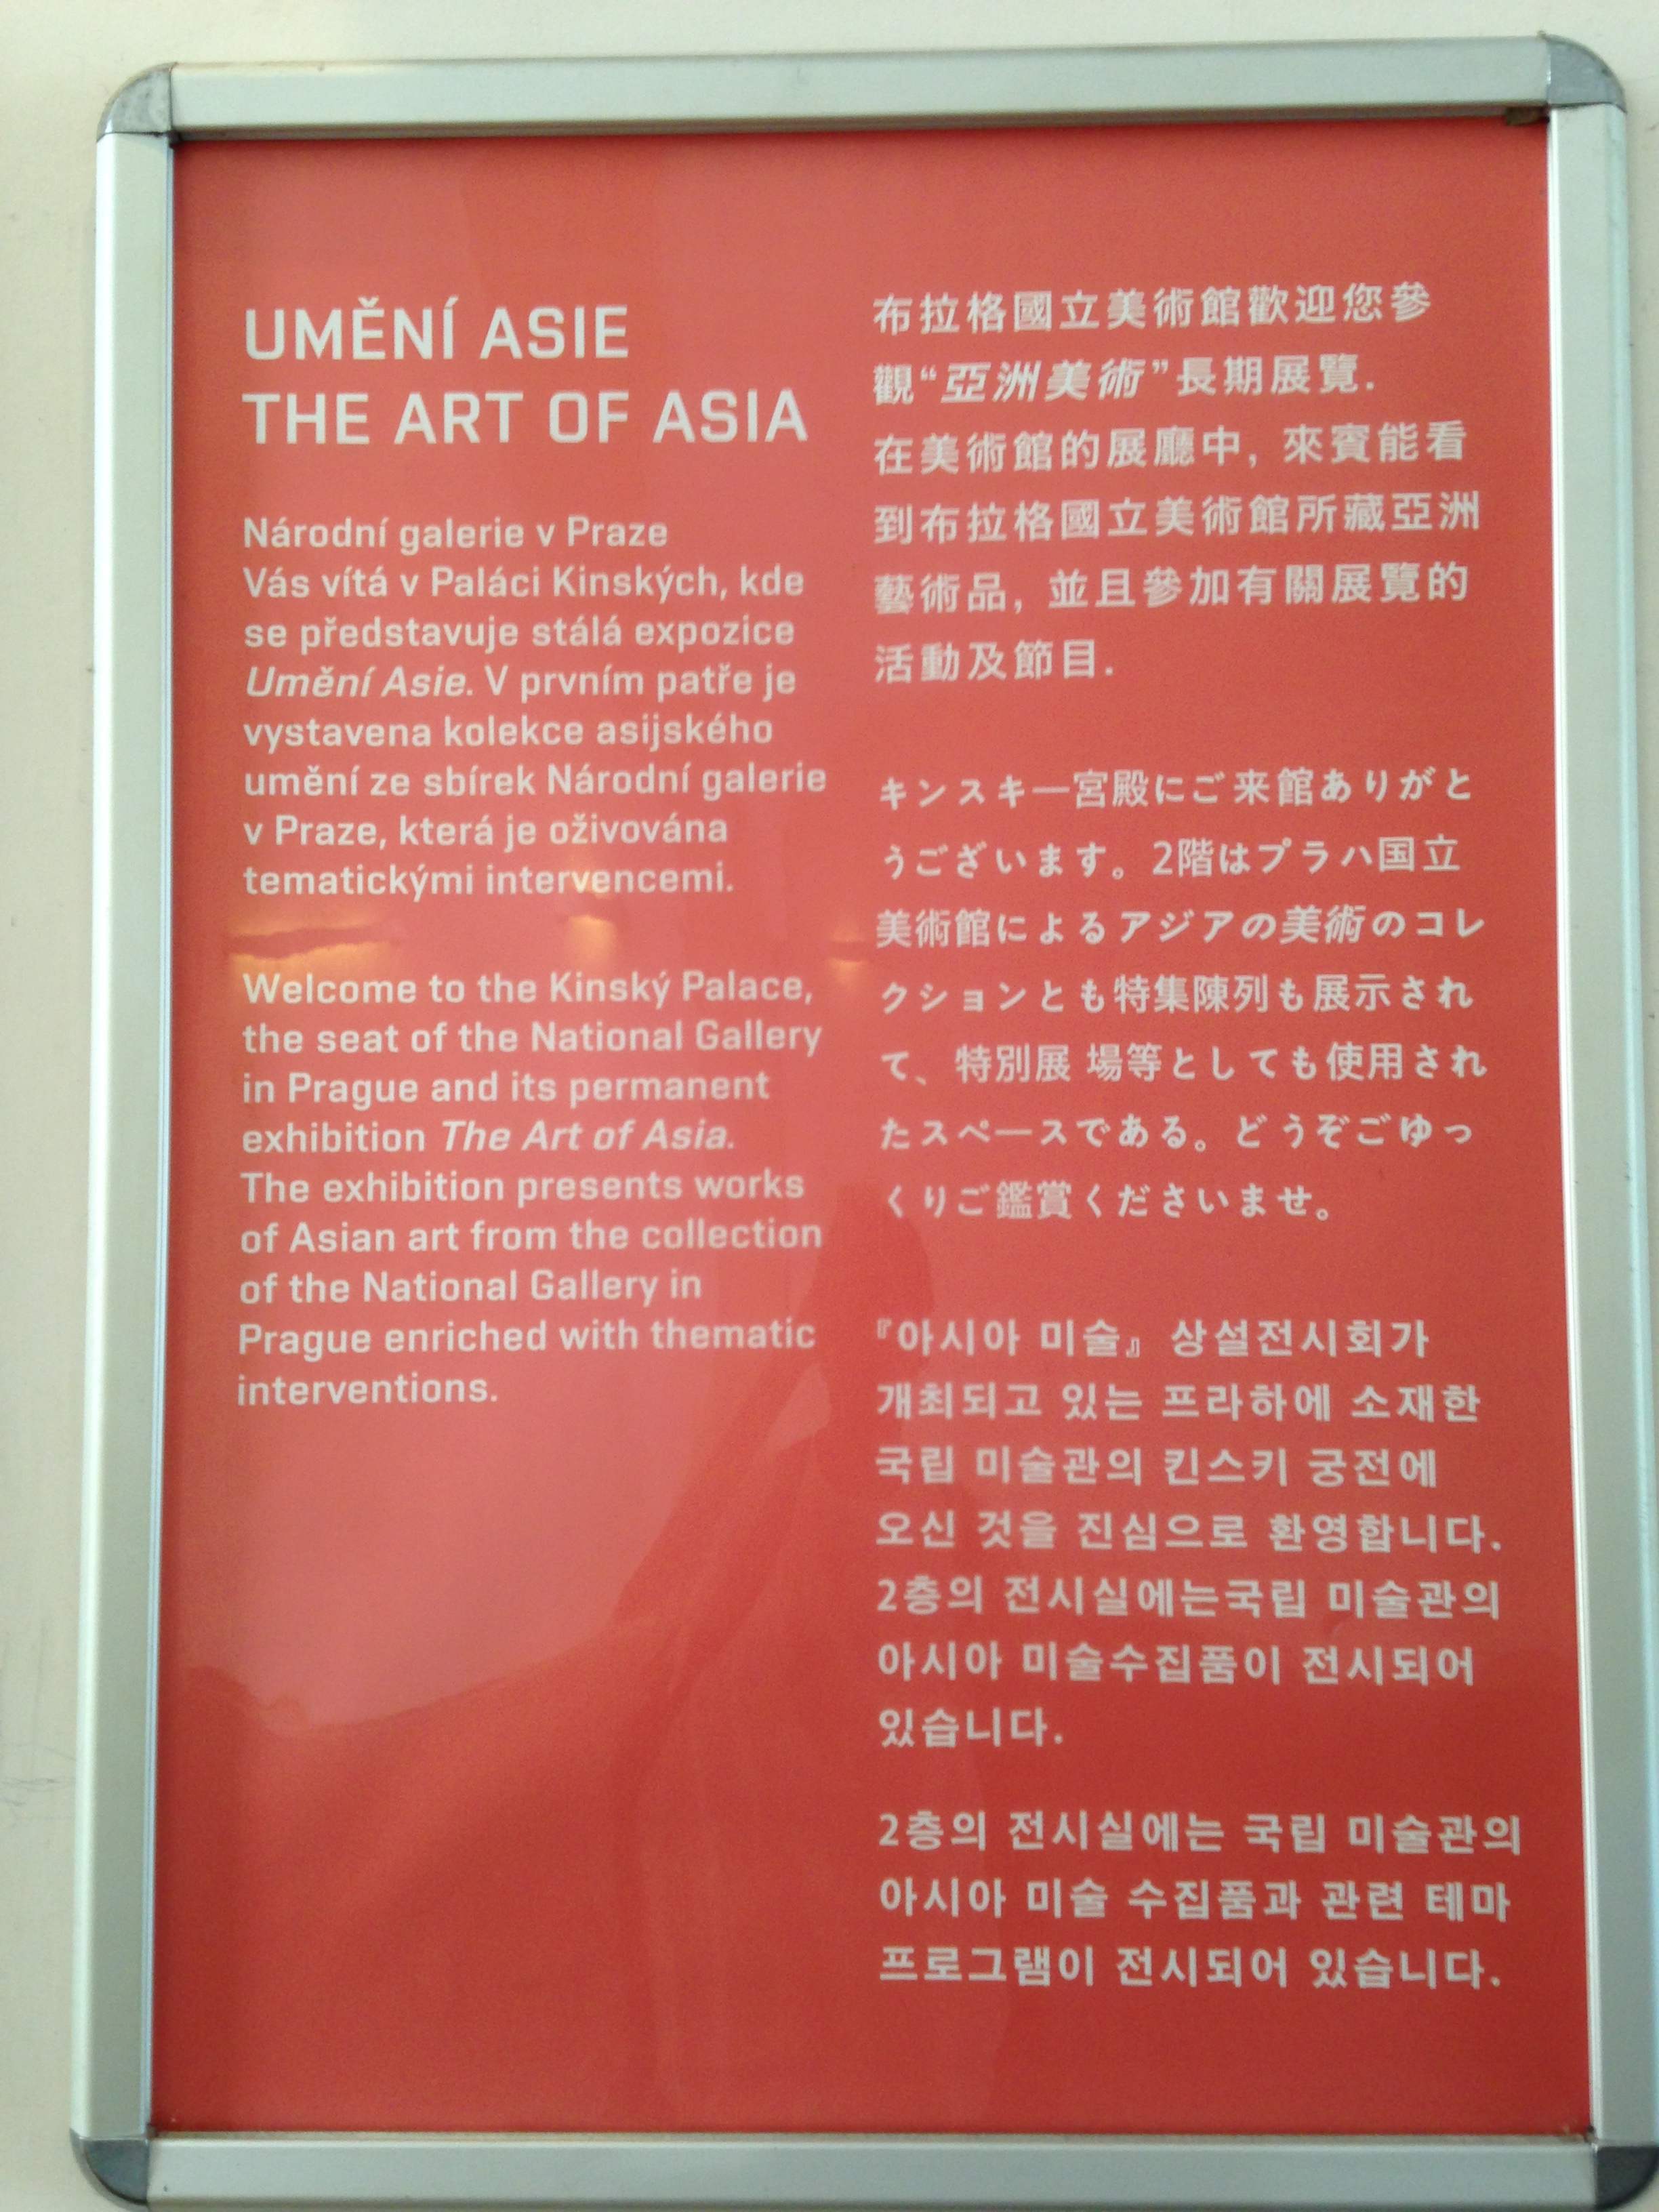 UMĚNÍ ASIE
THE ART OF ASIA
Národní galerie v Praze
Vás vítá v Paláci Kinských, kde
se představuje stálá expozice
Umění Asie. V prvním patře je
vystavena kolekce asijského
umění ze sbírek Národní galerie
v Praze, která je oživována
tematickými intervencemi.
Welcome to the Kinský Palace,
the seat of the National Gallery
in Prague and its permanent
exhibition The Art of Asia.
The exhibition presents works
of Asian art from the collection
of the National Gallery in
Prague enriched with thematic
interventions.
布拉格國立美術館歡迎您參
觀“亞洲美術”長期展覽.
在美術館的展廳中, 來賓能看
到布拉格國立美術館所藏亞洲
藝術品, 並且參加有關展覽的
活動及節目.
キンスキ一宮殿にご来館ありがと
うございます。2階はプラハ国立
美術館によるアジアの美術のコレ
クションとも特集陳列も展示され
て、特別展 場等としても使用され
たスペースである。どうぞごゆっ
くりご鑑賞くださいませ。
『아시아 미술』 상설전시회가
개최되고 있는 프라하에 소재한
국립 미술관의 킨스키 궁전에
오신 것을 진심으로 환영합니다.
2층의 전시실에는국립 미술관의
아시아 미술수집품이 전시되어
있습니다.
2층의 전시실에는 국립 미술관의
아시아 미술 수집품과 관련 테마
프로그램이 전시되어 있습니다.